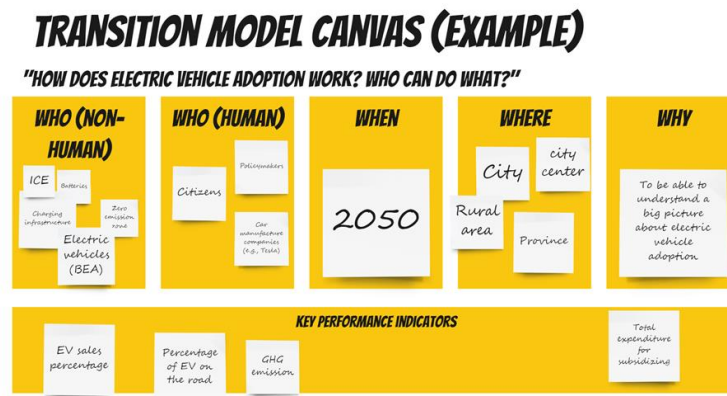 TRANSITION MODEL CANVAS (EXAMPLE)
"HOW DOES ELECTRIC VEHICLE ADOPTION WORK? WHO CAN DO WHAT?"
WHO (NON-
HUMAN)
ICE
Batteries
Charging
infrastructure
Zero
emission
zone
Electric
vehicles
(BEA)
WHO (HUMAN)
Policymakers
Citizens
Car
manufacture
companies
(e.g., Tesla)
WHEN
2050
WHERE
City
city
center
Rural
area
Province
WHY
To be able to
understand a
big picture
about electric
vehicle
adoption
KEY PERFORMANCE INDICATORS
EV sales
percentage
Percentage
of EV on
the road
GHG
emission
Total
expenditure
for
subsidizing